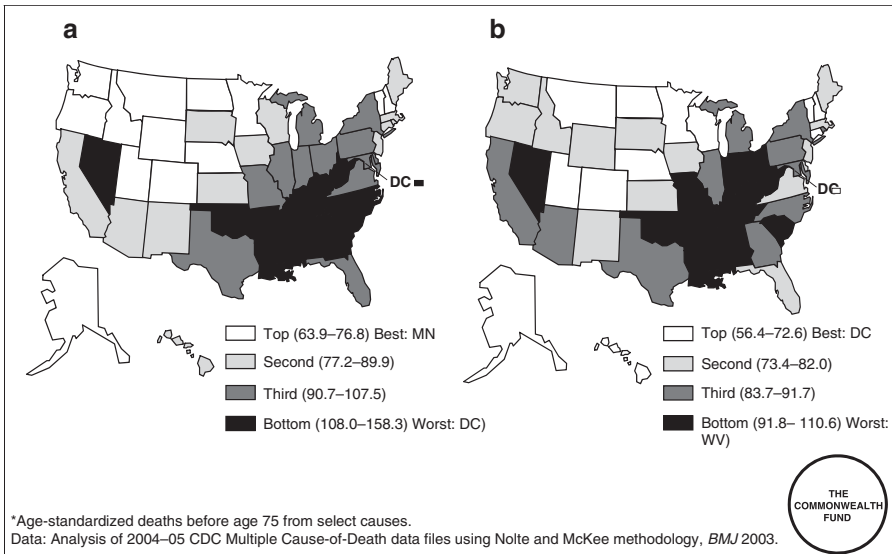 a
b
DC
DC
Top (63.9–76.8) Best: MN
Second (77.2–89.9)
Third (90.7–107.5)
Bottom (108.0–158.3) Worst: DC)
Top (56.4–72.6) Best: DC
Second (73.4–82.0)
Third (83.7–91.7)
Bottom (91.8– 110.6) Worst:
WV)
THE
COMMONWEALTH
FUND
*Age-standardized deaths before age 75 from select causes.
Data: Analysis of 2004–05 CDC Multiple Cause-of-Death data files using Nolte and McKee methodology, BMJ 2003.